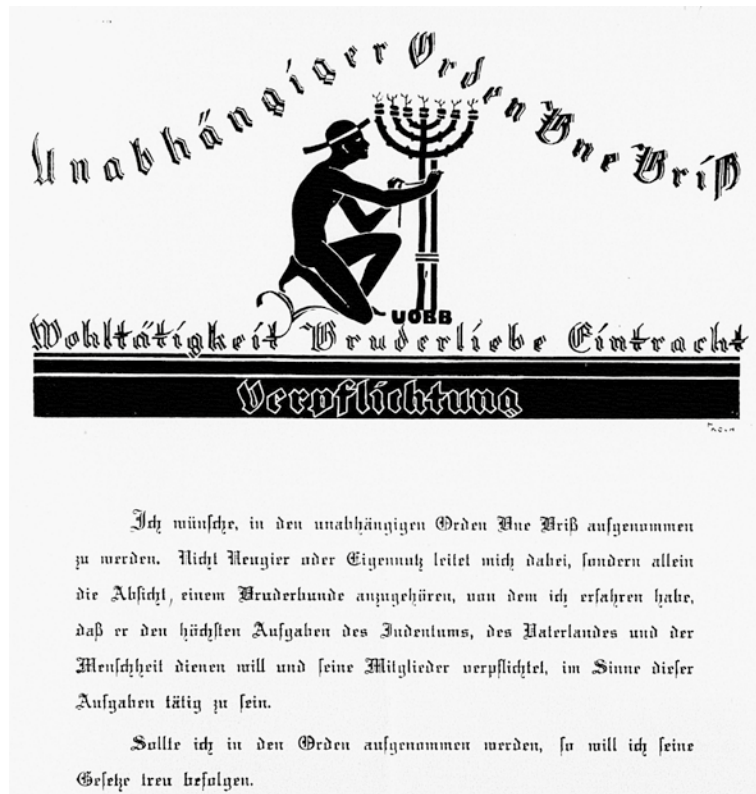 Unabhängiger Orden Bne Briß
UOBB
Wohltätigkeit Bruderliebe Eintracht
Verpflichtung
Ich wünsche, in den unabhängigen Orden Bne Briß aufgenommen
zu werden. Nicht Neugier oder Eigennutz leitet mich dabei, sondern allein
die Absicht, einem Bruderbunde anzugehören, von dem ich erfahren habe,
daß er den höchsten Aufgaben des Judentums, des Vaterlandes und der
Menschheit dienen will und seine Mitglieder verpflichtet, im Sinne dieser
Aufgaben tätig zu sein.
Sollte ich in den Orden aufgenommen werden, so will ich seine
Gesetze treu befolgen.